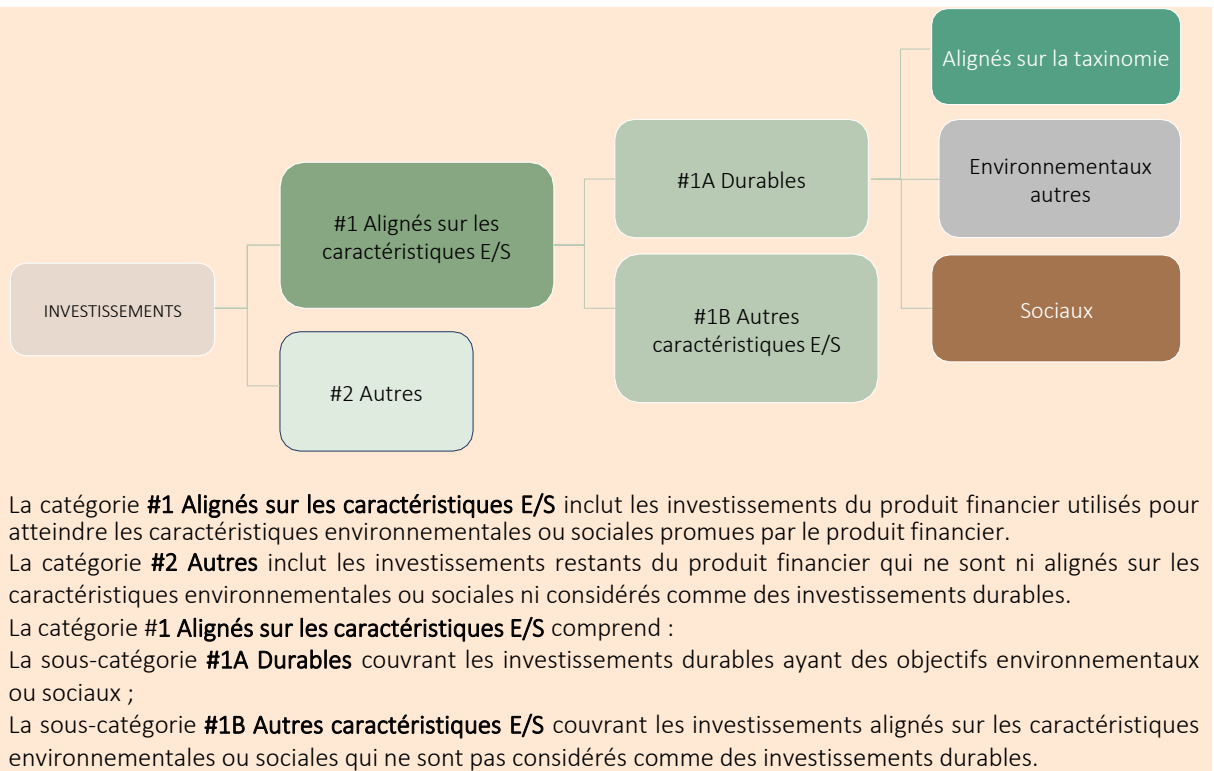 Alignés sur la taxinomie
#1A Durables
Environnementaux
autres
#1 Alignés sur les
caractéristiques E/S
INVESTISSEMENTS
#1B Autres
caractéristiques E/S
Sociaux
#2 Autres
La catégorie #1 Alignés sur les caractéristiques E/S inclut les investissements du produit financier utilisés pour
atteindre les caractéristiques environnementales ou sociales promues par le produit financier.
La catégorie #2 Autres inclut les investissements restants du produit financier qui ne sont ni alignés sur les
caractéristiques environnementales ou sociales ni considérés comme des investissements durables.
La catégorie #1 Alignés sur les caractéristiques E/S comprend :
La sous-catégorie #1A Durables couvrant les investissements durables ayant des objectifs environnementaux
ou sociaux ;
La sous-catégorie #1B Autres caractéristiques E/S couvrant les investissements alignés sur les caractéristiques
environnementales ou sociales qui ne sont pas considérés comme des investissements durables.